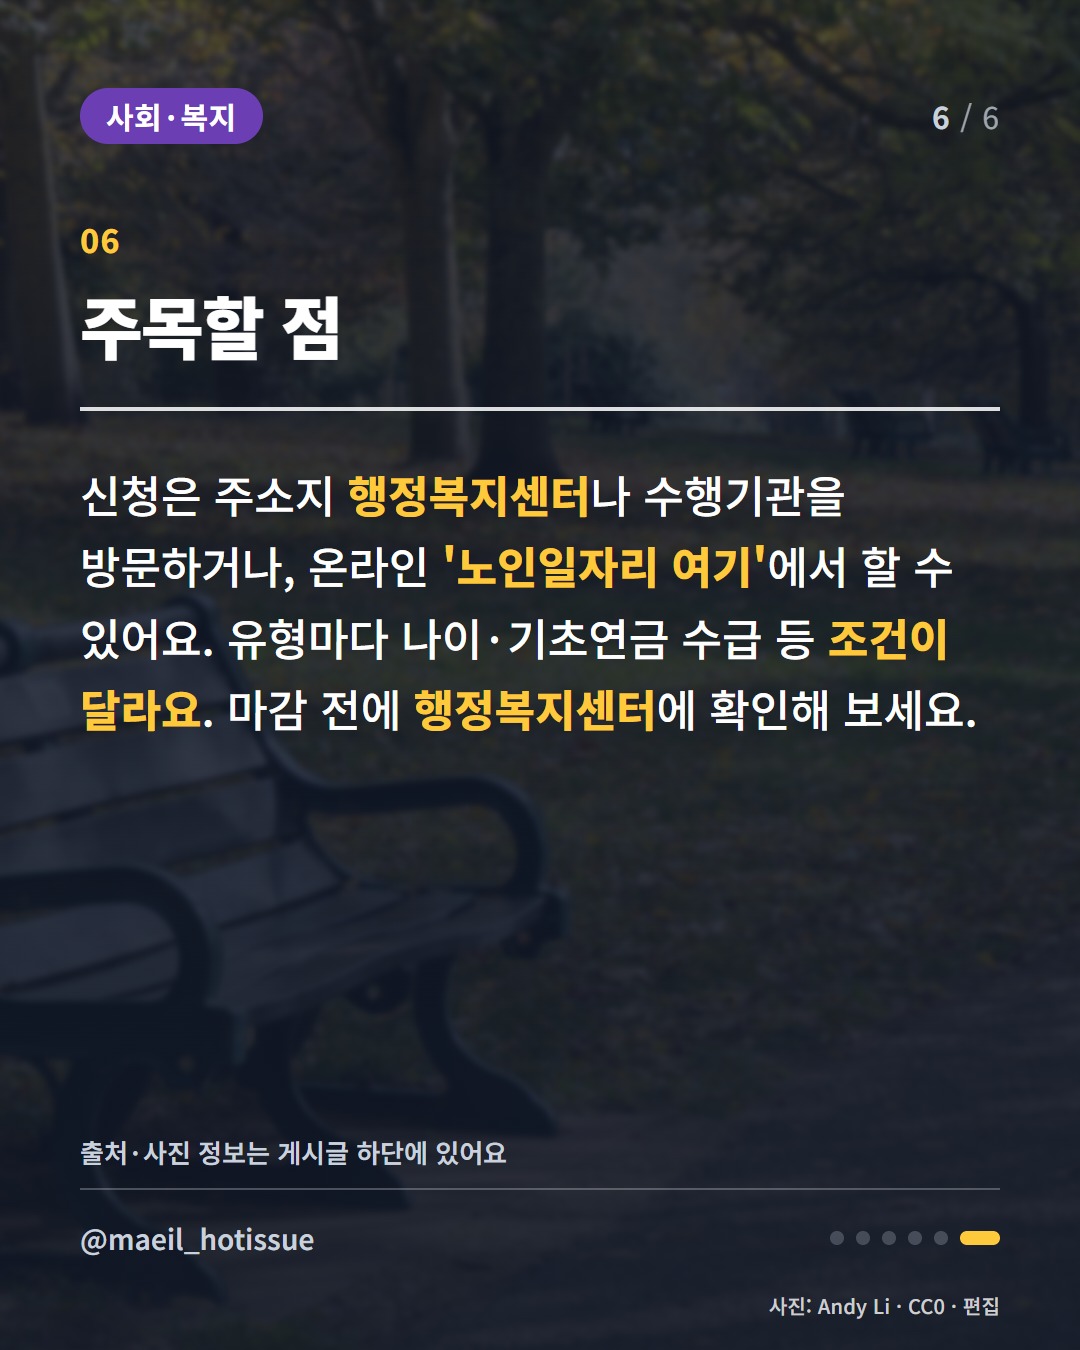 사회·복지
6 / 6
06
주목할 점
신청은 주소지 행정복지센터나 수행기관을
방문하거나, 온라인 '노인일자리 여기'에서 할 수
있어요. 유형마다 나이·기초연금 수급 등 조건이
달라요. 마감 전에 행정복지센터에 확인해 보세요.
출처·사진 정보는 게시글 하단에 있어요
@maeil_hotissue
사진: Andy Li · CC0 · 편집